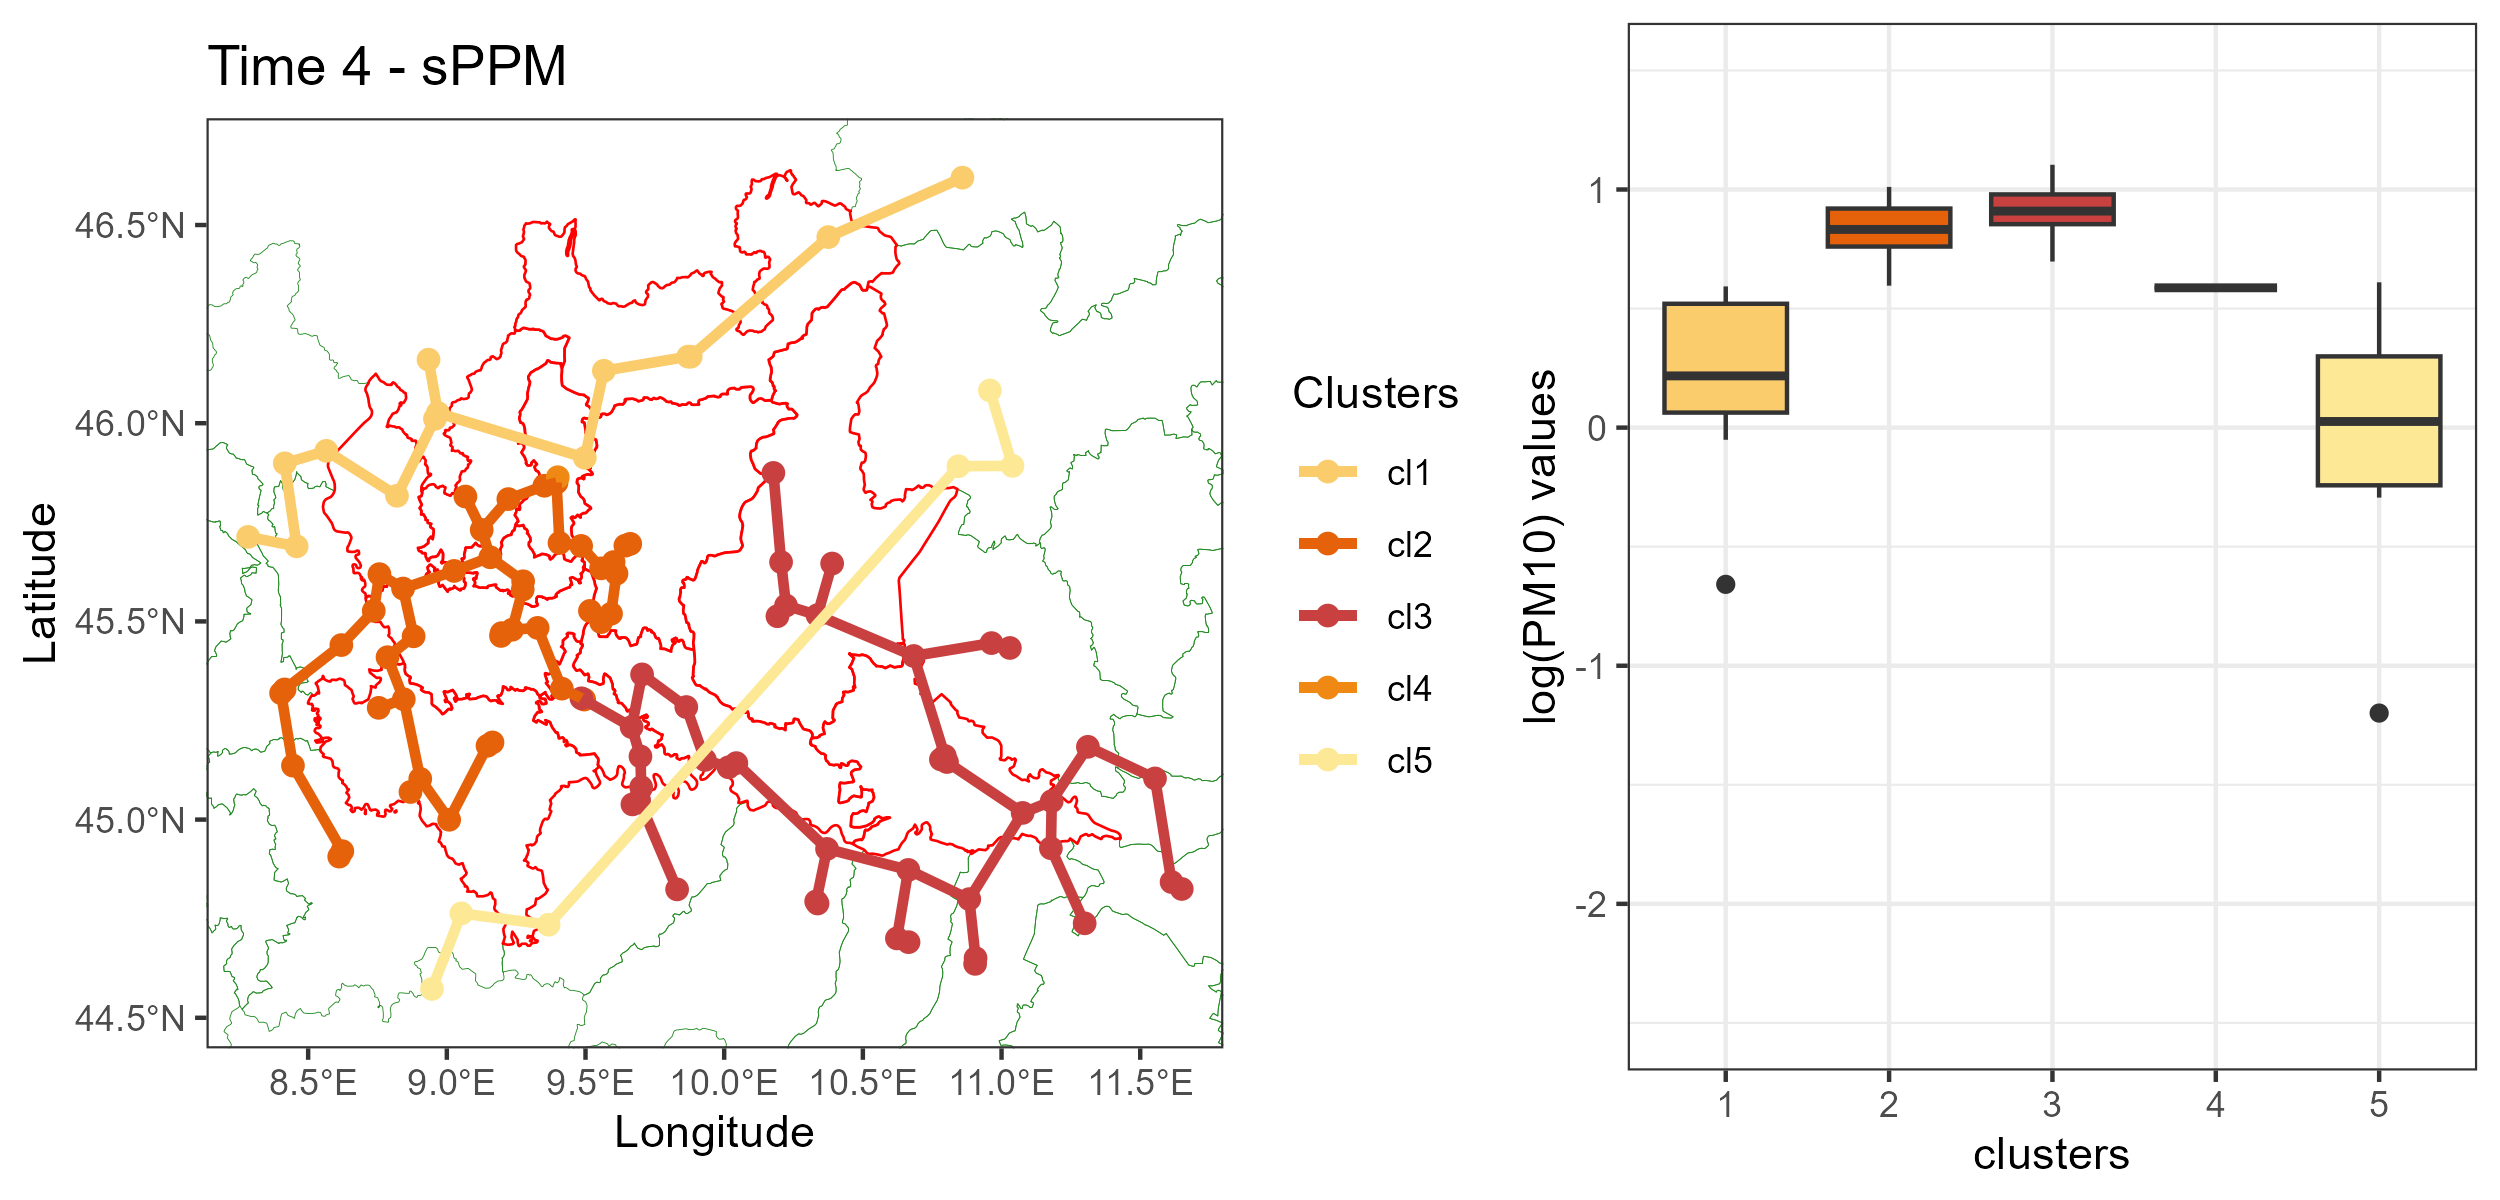 Time 4 - sPPM
Latitude
46.5°N
46.0°N
45.5°N
45.0°N
44.5°N
8.5°E 9.0°E 9.5°E 10.0°E 10.5°E 11.0°E 11.5°E
Longitude
Clusters
cl1
cl2
cl3
cl4
cl5
log(PM10) values
1
0
-1
-2
1 2 3 4 5
clusters